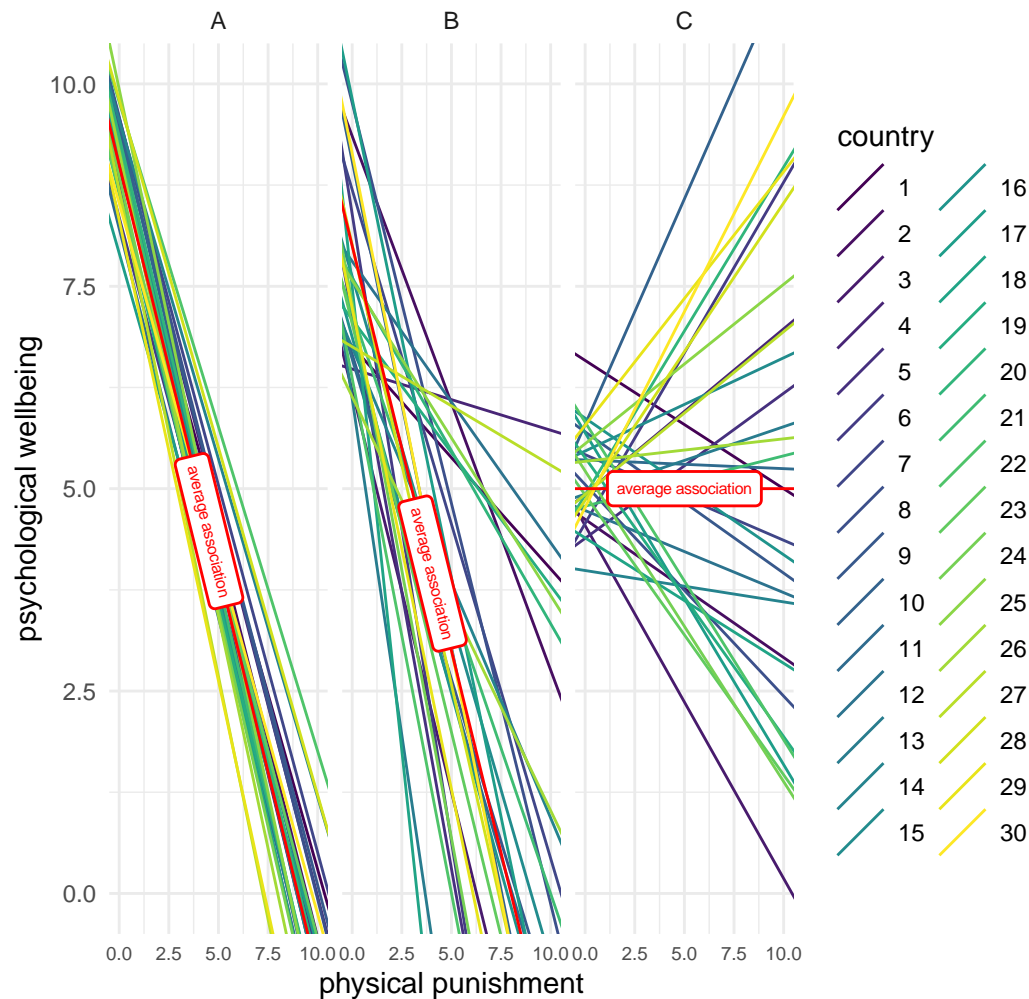 A B C
psychological wellbeing
10.0
7.5
5.0
2.5
0.0
average association
average association
average association
0.0 2.5 5.0 7.5 10.0 0.0 2.5 5.0 7.5 10.0 0.0 2.5 5.0 7.5 10.0
physical punishment
country
1 16
2 17
3 18
4 19
5 20
6 21
7 22
8 23
9 24
10 25
11 26
12 27
13 28
14 29
15 30